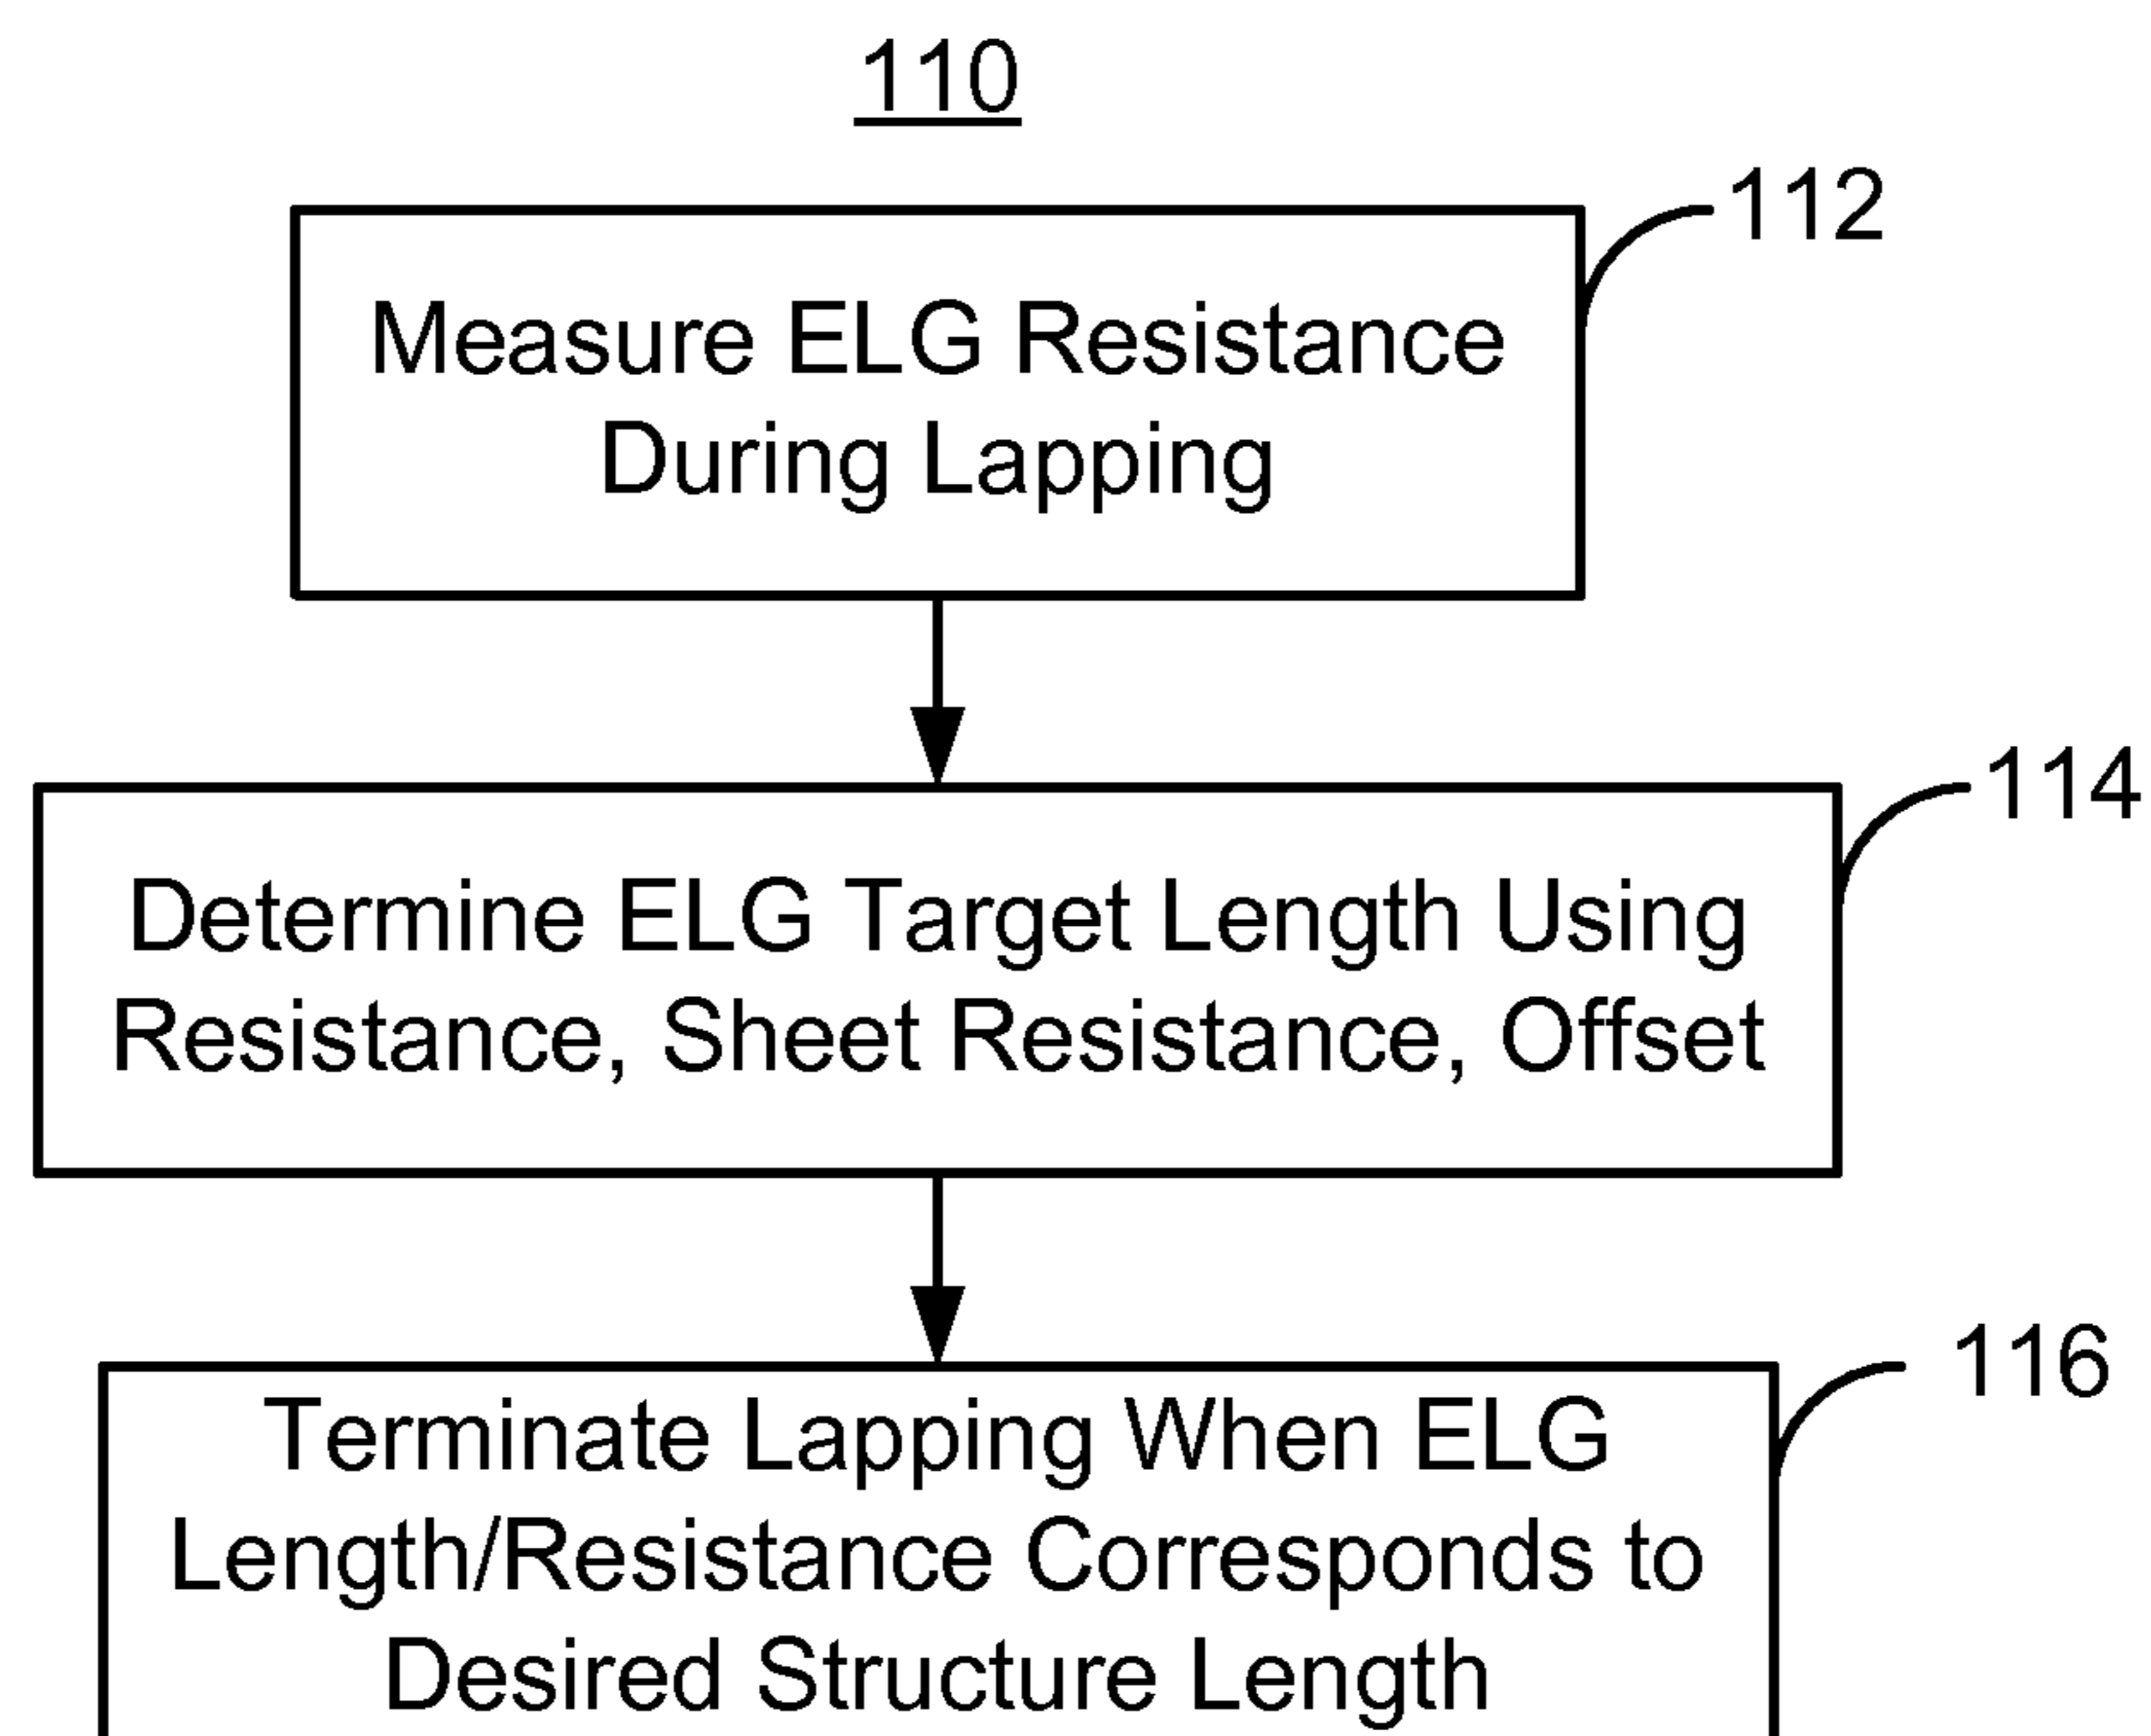 110
112
Measure ELG Resistance
During Lapping
114
Determine ELG Target Length Using
Resistance, Sheet Resistance, Offset
116
Terminate Lapping When ELG
Length/Resistance Corresponds to
Desired Structure Length